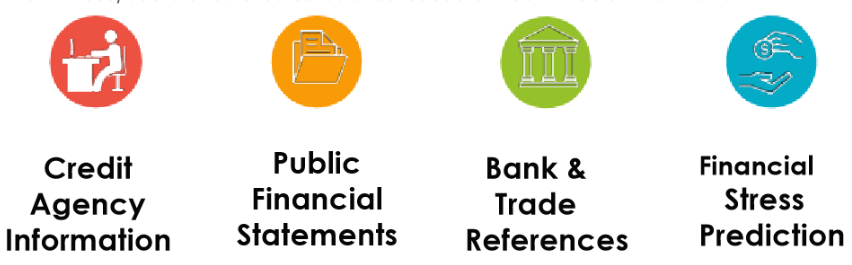 Credit
Agency
Information
Public
Financial
Statements
Bank &
Trade
References
Financial
Stress
Prediction